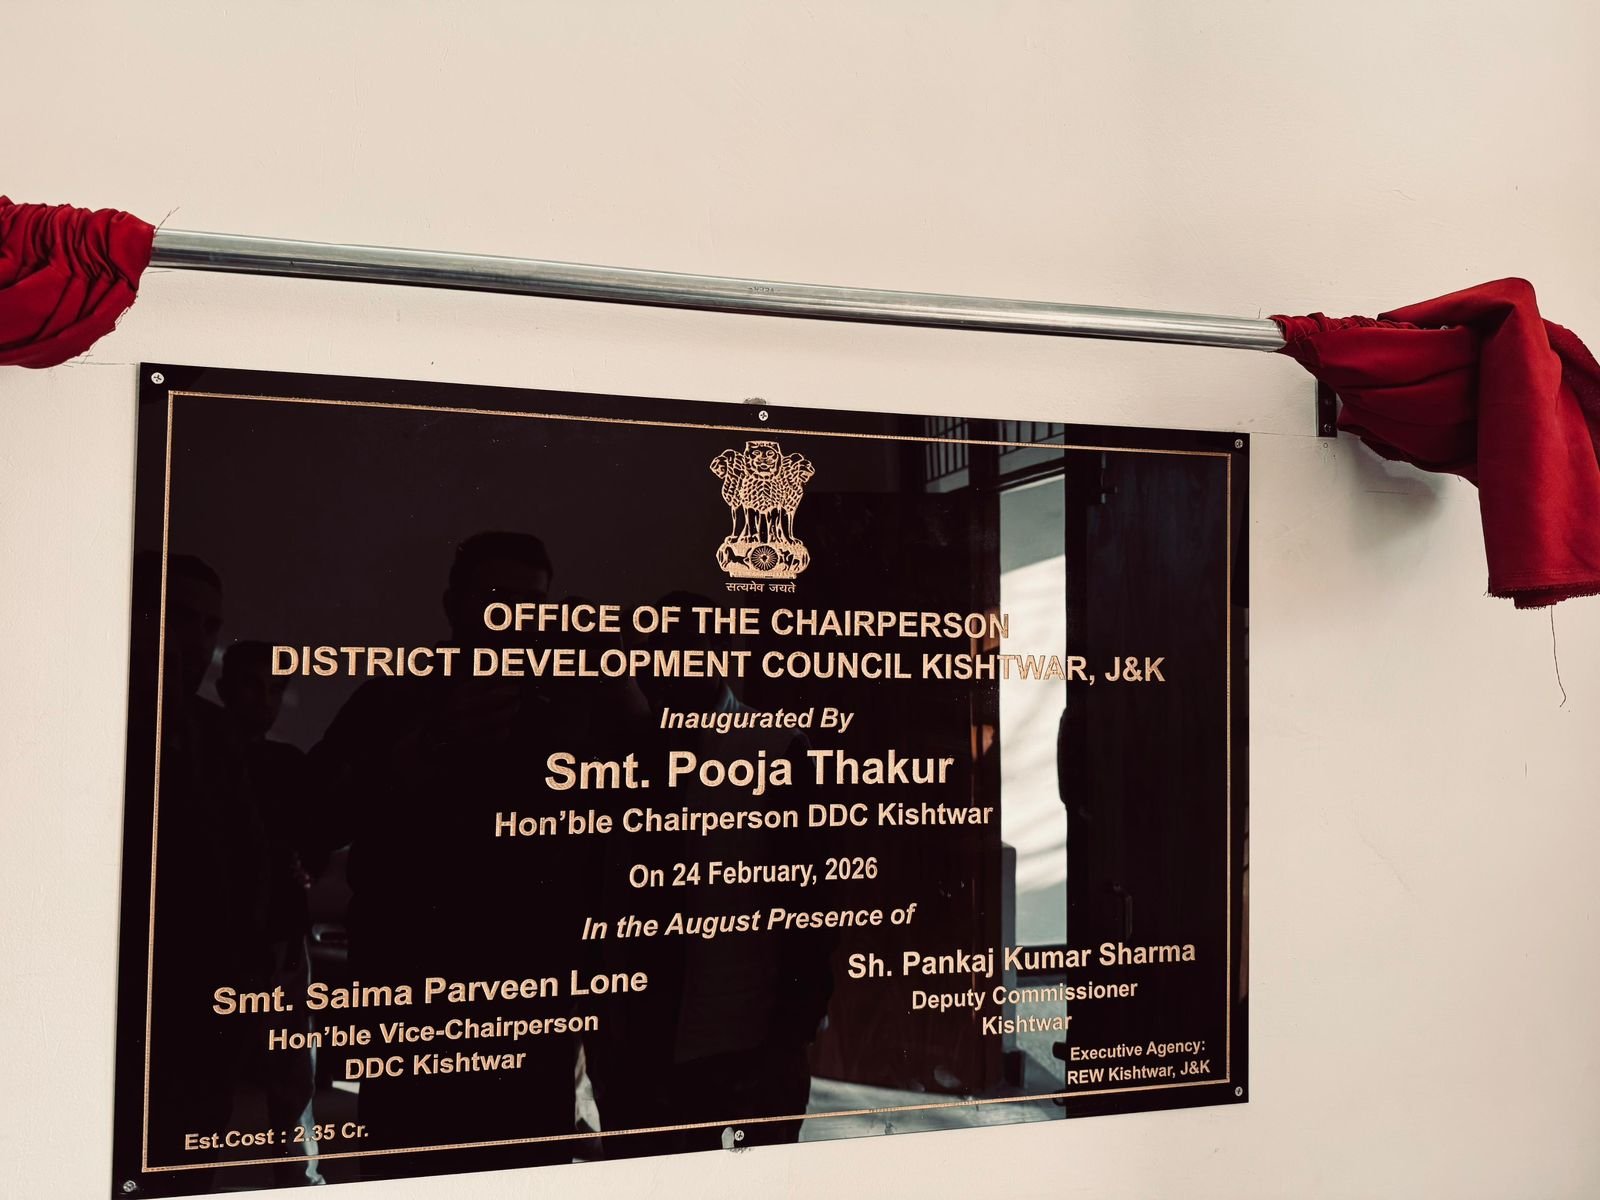 सत्यमेव जयते
OFFICE OF THE CHAIRPERSON
DISTRICT DEVELOPMENT COUNCIL KISHTWAR, J&K
Inaugurated By
Smt. Pooja Thakur
Hon'ble Chairperson DDC Kishtwar
On 24 February, 2026
In the August Presence of
Smt. Saima Parveen Lone
Hon'ble Vice-Chairperson
DDC Kishtwar
Sh. Pankaj Kumar Sharma
Deputy Commissioner
Kishtwar
Executive Agency:
REW Kishtwar, J&K
Est.Cost : 2.35 Cr.